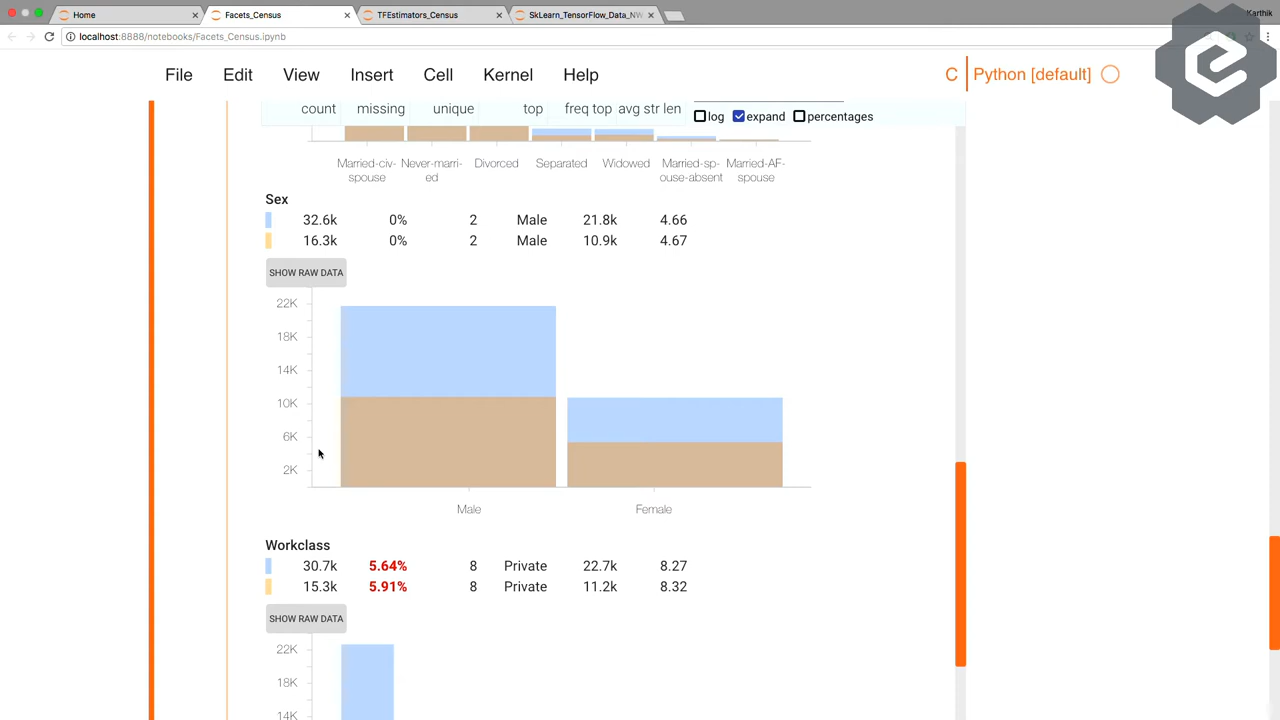 Home
Facets_Census
TFEstimators_Census
SkLearn_TensorFlow_Data_NW
Karthik
localhost:8888/notebooks/Facets_Census.ipynb
File Edit View Insert Cell Kernel Help
C Python [default]
count missing unique top freq top avg str len
log expand percentages
Married-civ-spouse
Never-marri-ed
Divorced
Separated
Widowed
Married-sp-ouse-absent
Married-AF-spouse
Sex
32.6k 0% 2 Male 21.8k 4.66
16.3k 0% 2 Male 10.9k 4.67
SHOW RAW DATA
22K
18K
14K
10K
6K
2K
Male Female
Workclass
30.7k 5.64% 8 Private 22.7k 8.27
15.3k 5.91% 8 Private 11.2k 8.32
SHOW RAW DATA
22K
18K
14K